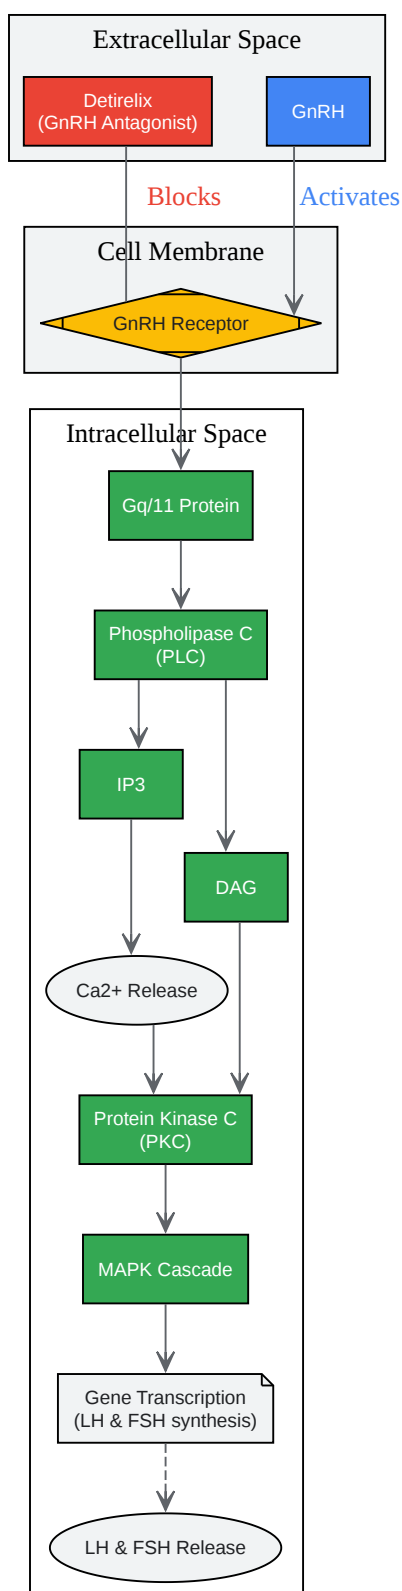 Extracellular Space
Detirelix
(GnRH Antagonist)
GnRH
Blocks
Activates
Cell Membrane
GnRH Receptor
Intracellular Space
Gq/11 Protein
Phospholipase C
(PLC)
IP3
DAG
Ca2+ Release
Protein Kinase C
(PKC)
MAPK Cascade
Gene Transcription
(LH & FSH synthesis)
LH & FSH Release